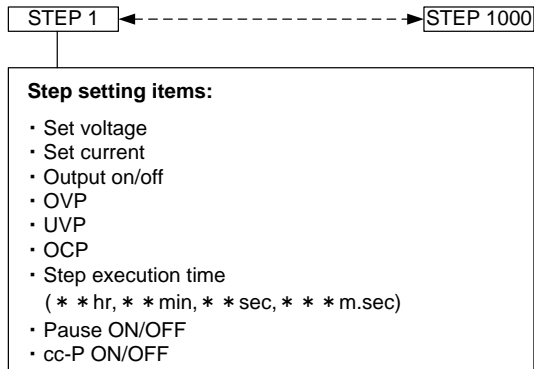 STEP 1 STEP 1000
Step setting items:
・Set voltage
・Set current
・Output on/off
・OVP
・UVP
・OCP
・Step execution time
(＊＊hr,＊＊min,＊＊sec,＊＊＊m.sec)
・Pause ON/OFF
・cc-P ON/OFF